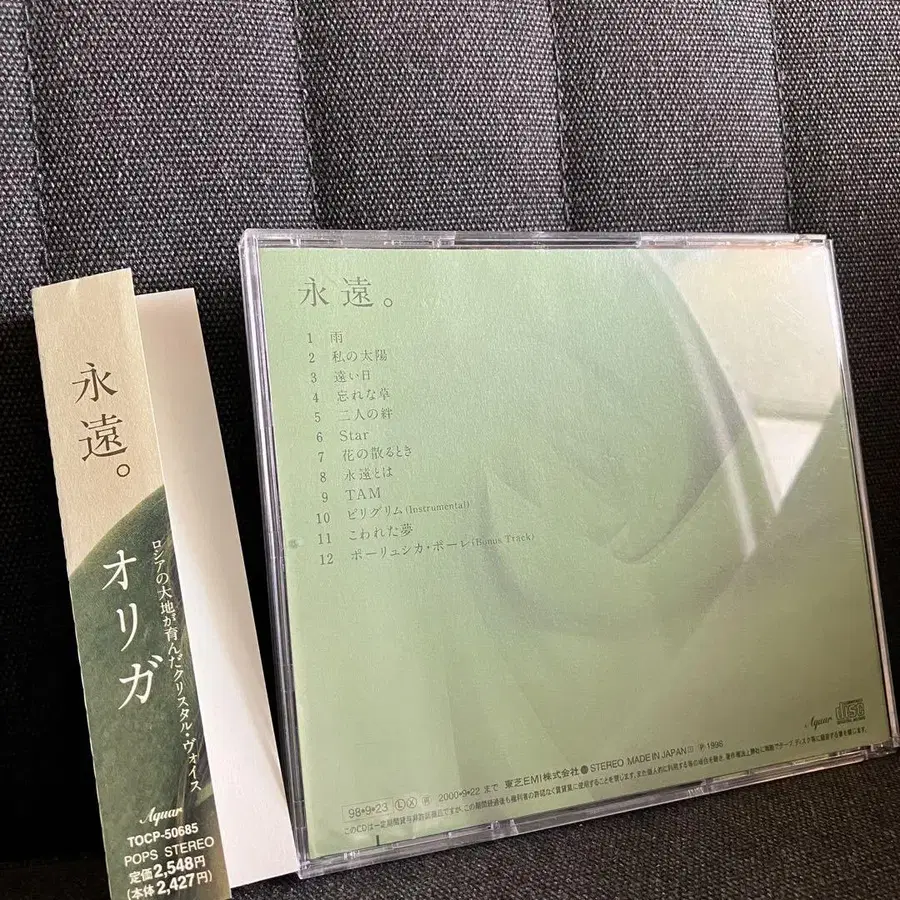 永遠。
オリガ
ロシアの大地が育んだクリスタル・ヴォイス
Aquar
TOCP-50685
POPS STEREO
定価2,548円
(本体2,427円)
永遠。
1 雨
2 私の太陽
3 遠い日
4 忘れな草
5 二人の絆
6 Star
7 花の散るとき
8 永遠とは
9 TAM
10 ピリグリム(Instrumental)
11 こわれた夢
12 ポーリュシカ・ポーレ(Bonus Track)
Aquar
COMPACT disc DIGITAL AUDIO
98・9・23 Ⓛ Ⓧ 2000・9・22 まで 東芝EMI株式会社 STEREO MADE IN JAPAN Ⓟ 1998